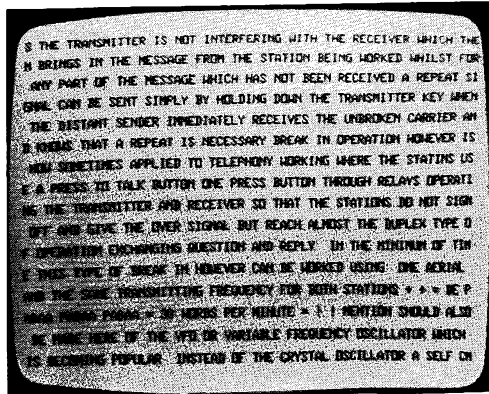 S THE TRANSMITTER IS NOT INTERFERING WITH THE RECEIVER WHICH THE
N BRINGS IN THE MESSAGE FROM THE STATION BEING WORKED WHILST FOR
ANY PART OF THE MESSAGE WHICH HAS NOT BEEN RECEIVED A REPEAT SI
GNAL CAN BE SENT SIMPLY BY HOLDING DOWN THE TRANSMITTER KEY WHEN
THE DISTANT SENDER IMMEDIATELY RECEIVES THE UNBROKEN CARRIER AN
D KNOWS THAT A REPEAT IS NECESSARY BREAK IN OPERATION HOWEVER IS
NOW SOMETIMES APPLIED TO TELEPHONY WORKING WHERE THE STATINS US
E A PRESS TO TALK BUTTON ONE PRESS BUTTON THROUGH RELAYS OPERATI
NG THE TRANSMITTER AND RECEIVER SO THAT THE STATIONS DO NOT SIGN
OFF AND GIVE THE OVER SIGNAL BUT REACH ALMOST THE DUPLEX TYPE O
F OPERATION EXCHANGING QUESTION AND REPLY IN THE MINIMUM OF TIM
E THIS TYPE OF BREAK IN HOWEVER CAN BE WORKED USING ONE AERIAL
AND THE SAME TRANSMITTING FREQUENCY FOR BOTH STATIONS + + = DE P
PARAA PARAA = 30 WORDS PER MINUTE = MENTION SHOULD ALSO
BE MADE HERE OF THE VFO OR VARIABLE FREQUENCY OSCILLATOR WHICH
IS BECOMING POPULAR INSTEAD OF THE CRYSTAL OSCILLATOR A SELF CN